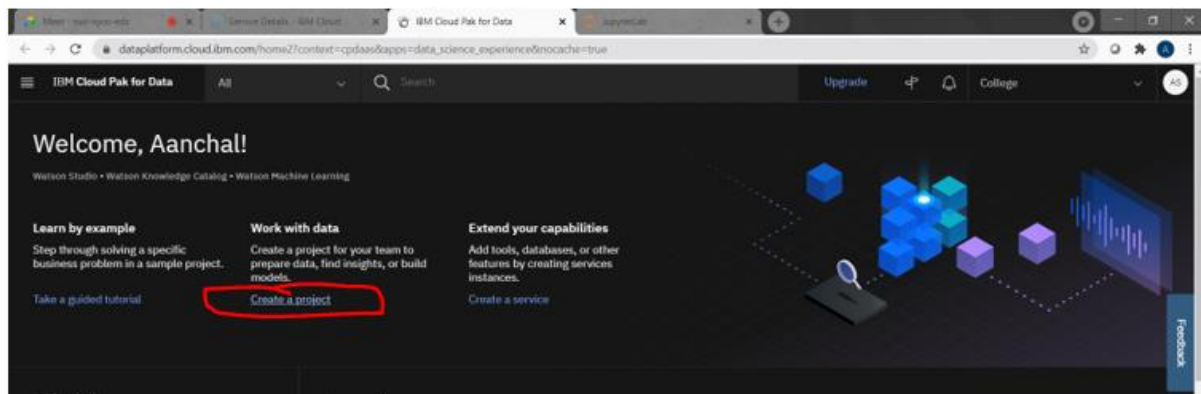 IBM Cloud Pak for Data
dataplatform.cloud.ibm.com/home2?context=cpdaas&apps=data_science_experience&nocache=true
IBM Cloud Pak for Data
All
Search
Upgrade
College
AS
Welcome, Aanchal!
Watson Studio • Watson Knowledge Catalog • Watson Machine Learning
Learn by example
Step through solving a specific
business problem in a sample project.
Take a guided tutorial
Work with data
Create a project for your team to
prepare data, find insights, or build
models.
Create a project
Extend your capabilities
Add tools, databases, or other
features by creating services
instances.
Create a service
Feedback